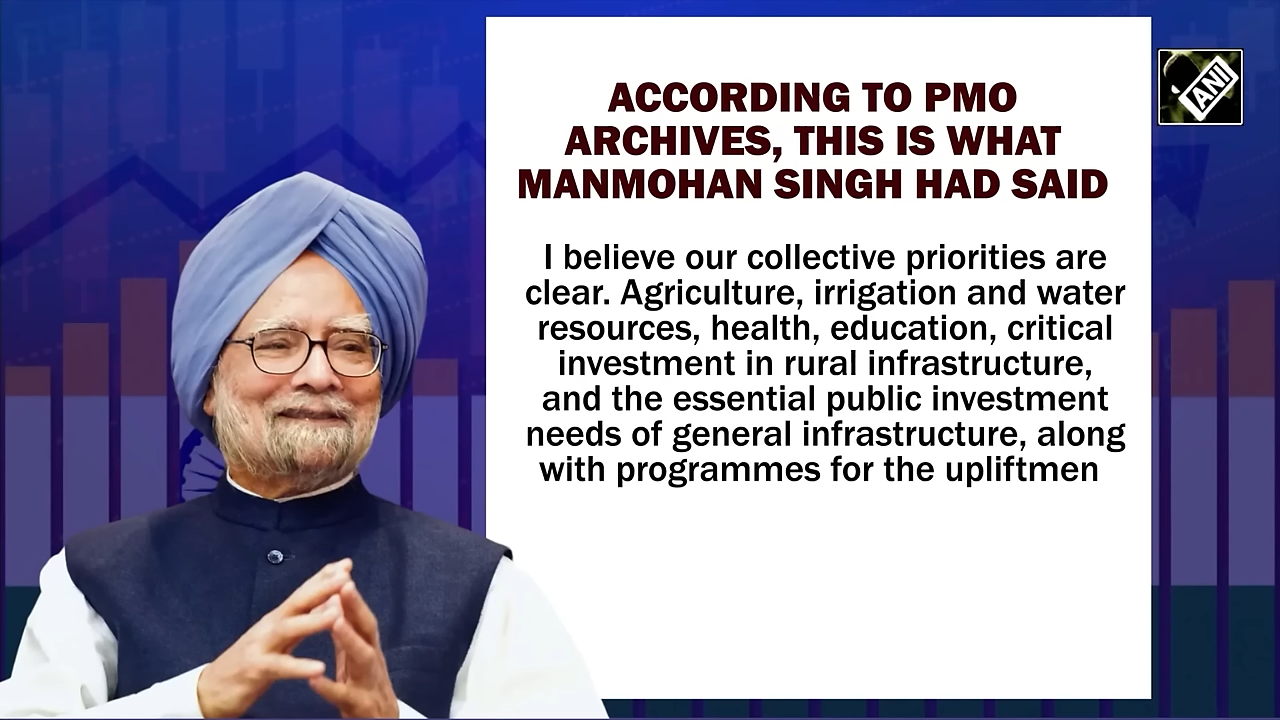 ACCORDING TO PMO
ARCHIVES, THIS IS WHAT
MANMOHAN SINGH HAD SAID
I believe our collective priorities are
clear. Agriculture, irrigation and water
resources, health, education, critical
investment in rural infrastructure,
and the essential public investment
needs of general infrastructure, along
with programmes for the upliftmen
ANI